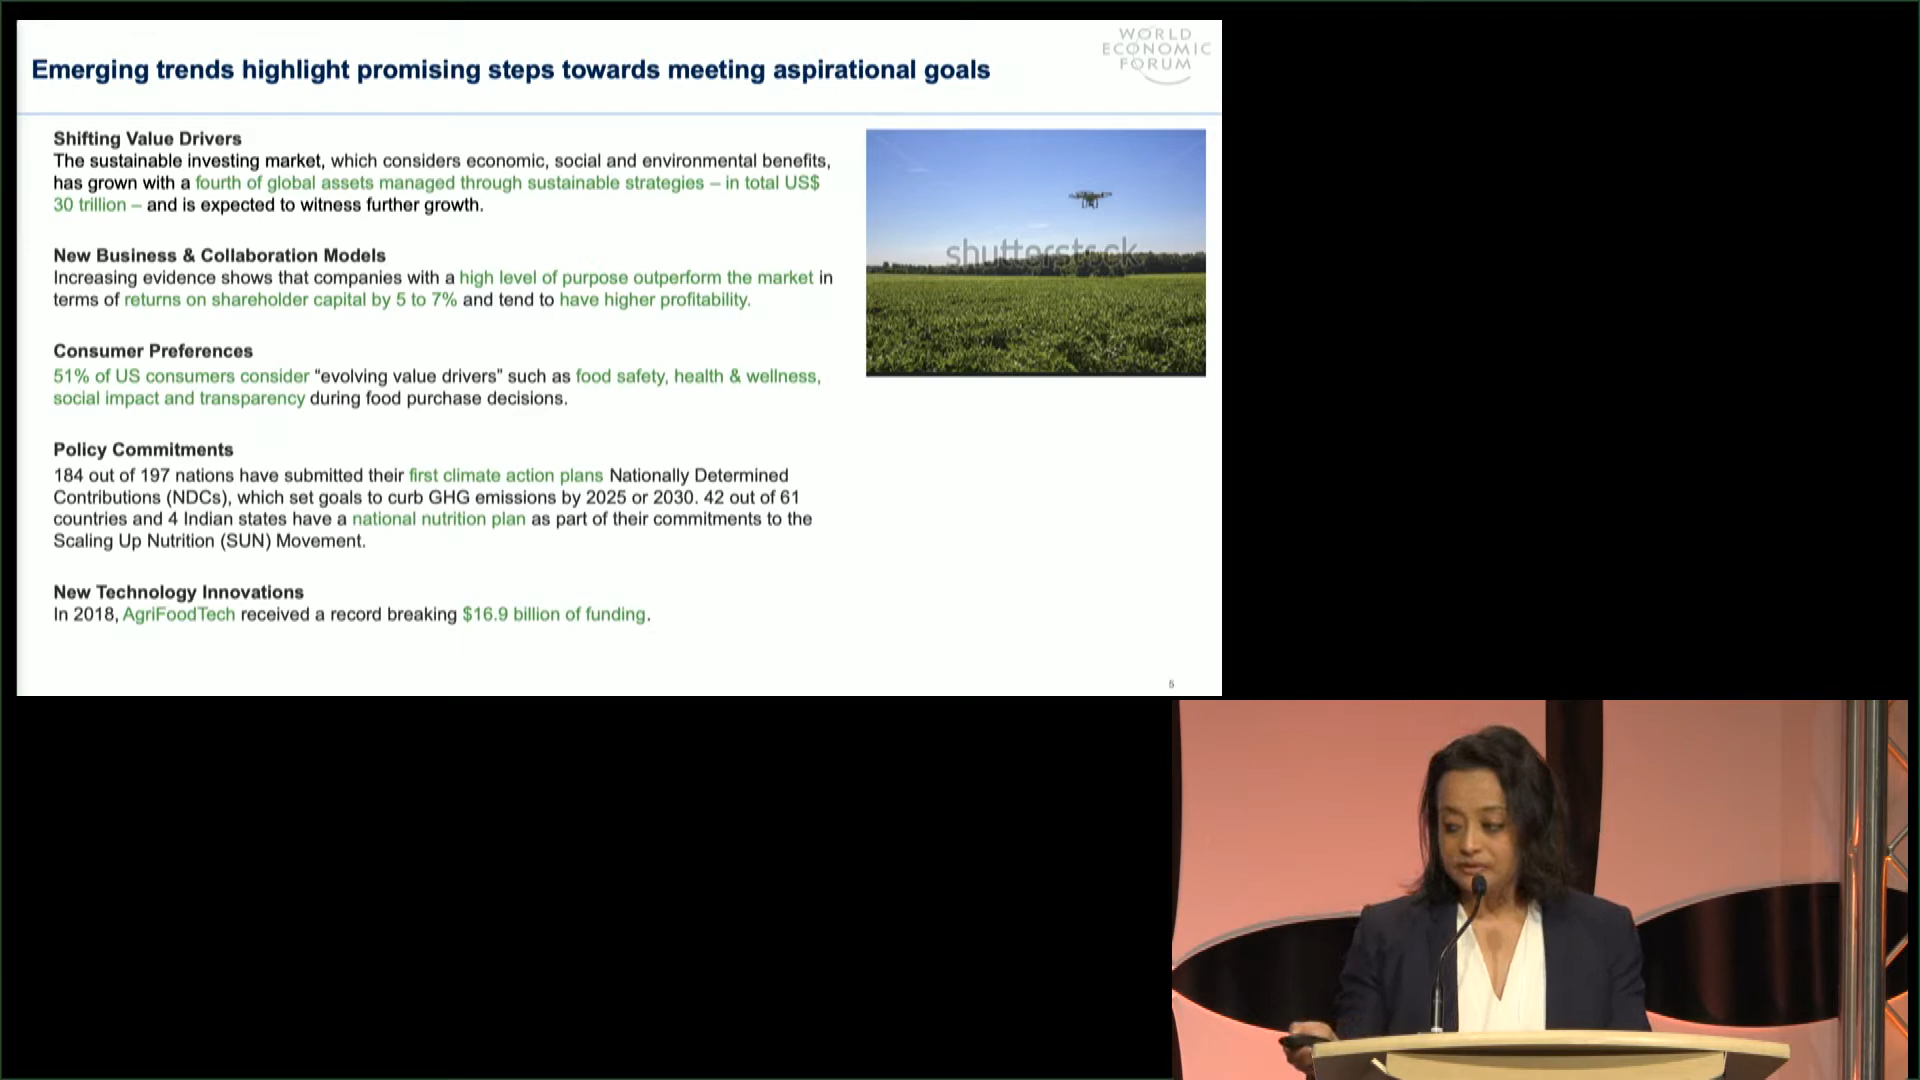 Emerging trends highlight promising steps towards meeting aspirational goals
WORLD
ECONOMIC
FORUM
Shifting Value Drivers
The sustainable investing market, which considers economic, social and environmental benefits,
has grown with a fourth of global assets managed through sustainable strategies – in total US$
30 trillion – and is expected to witness further growth.
New Business & Collaboration Models
Increasing evidence shows that companies with a high level of purpose outperform the market in
terms of returns on shareholder capital by 5 to 7% and tend to have higher profitability.
Consumer Preferences
51% of US consumers consider "evolving value drivers" such as food safety, health & wellness,
social impact and transparency during food purchase decisions.
Policy Commitments
184 out of 197 nations have submitted their first climate action plans Nationally Determined
Contributions (NDCs), which set goals to curb GHG emissions by 2025 or 2030. 42 out of 61
countries and 4 Indian states have a national nutrition plan as part of their commitments to the
Scaling Up Nutrition (SUN) Movement.
New Technology Innovations
In 2018, AgriFoodTech received a record breaking $16.9 billion of funding.
shutterstock
5